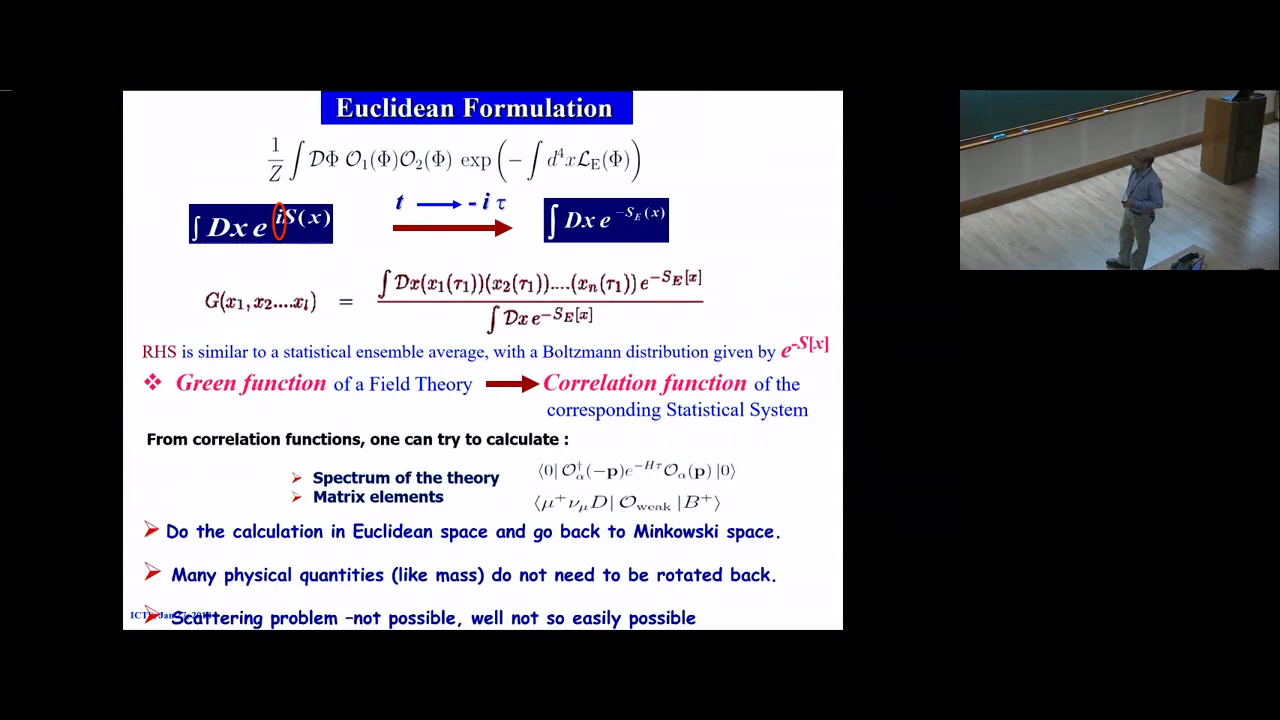 Euclidean Formulation
1/Z ∫ 𝒟Φ 𝒪₁(Φ)𝒪₂(Φ) exp(− ∫ d⁴x ℒ_E(Φ))
t → - i τ
∫ Dx e^{iS(x)} → ∫ Dx e^{−S_E(x)}
G(x₁, x₂....x_l) = ∫ 𝒟x(x₁(τ₁))(x₂(τ₁))....(x_n(τ₁)) e^{−S_E[x]} / ∫ 𝒟x e^{−S_E[x]}
RHS is similar to a statistical ensemble average, with a Boltzmann distribution given by e^{-S[x]}
❖ Green function of a Field Theory → Correlation function of the
corresponding Statistical System
From correlation functions, one can try to calculate :
➢ Spectrum of the theory ⟨0| 𝒪†_α(−p)e^{−Hτ}𝒪_α(p) |0⟩
➢ Matrix elements ⟨μ⁺ν_μD| 𝒪_weak |B⁺⟩
➢ Do the calculation in Euclidean space and go back to Minkowski space.
➢ Many physical quantities (like mass) do not need to be rotated back.
➢ Scattering problem –not possible, well not so easily possible